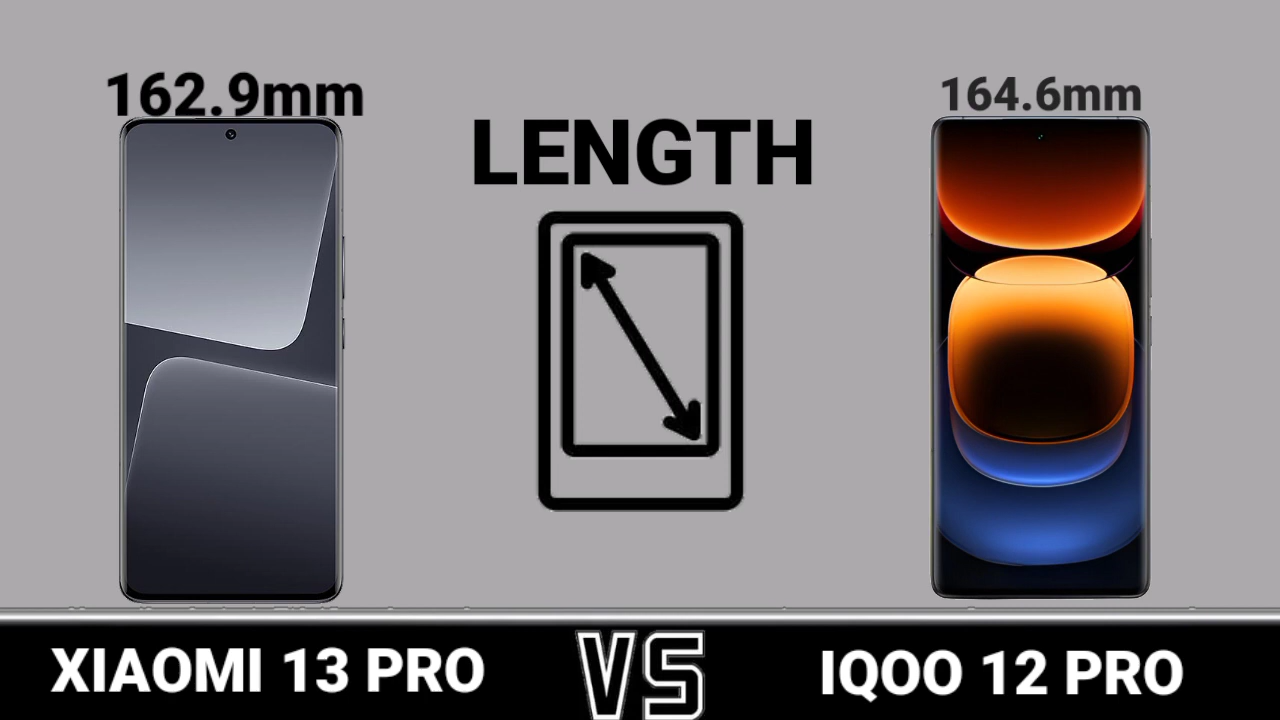 162.9mm
LENGTH
164.6mm
XIAOMI 13 PRO
VS
IQOO 12 PRO